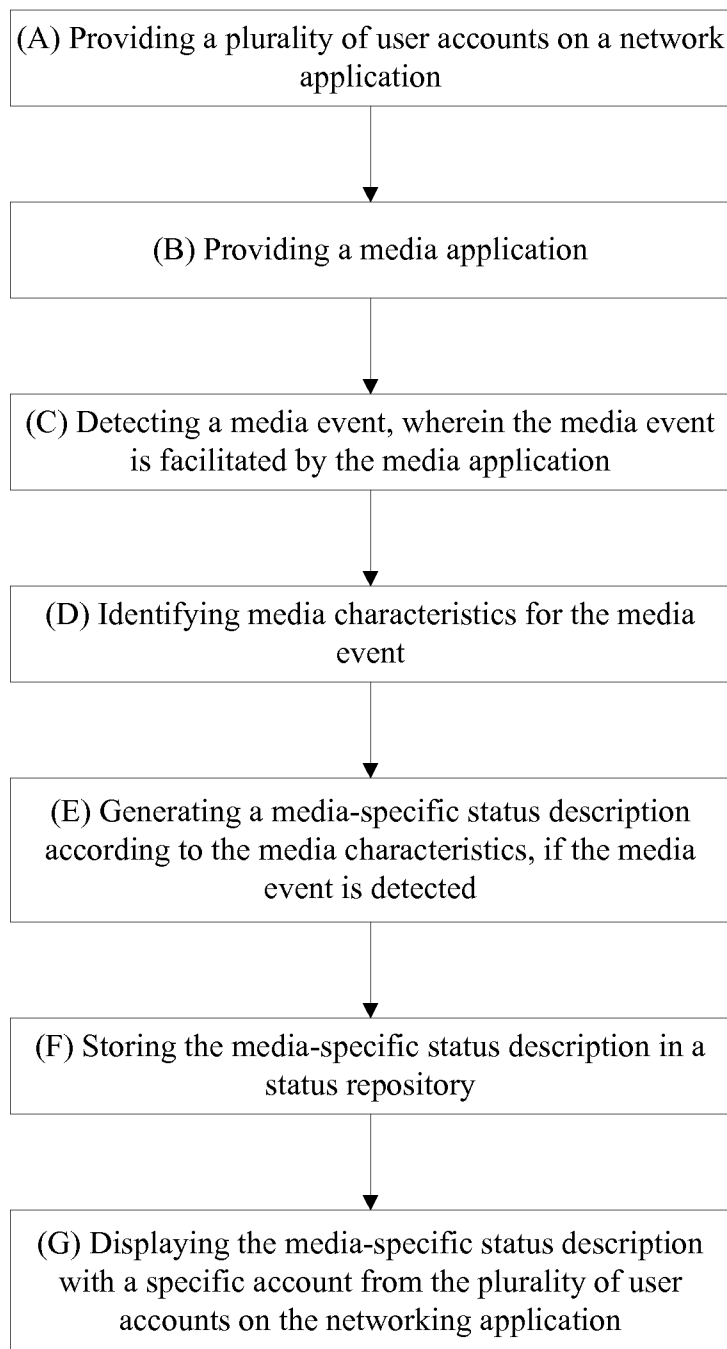 (A) Providing a plurality of user accounts on a network
application
(B) Providing a media application
(C) Detecting a media event, wherein the media event
is facilitated by the media application
(D) Identifying media characteristics for the media
event
(E) Generating a media-specific status description
according to the media characteristics, if the media
event is detected
(F) Storing the media-specific status description in a
status repository
(G) Displaying the media-specific status description
with a specific account from the plurality of user
accounts on the networking application